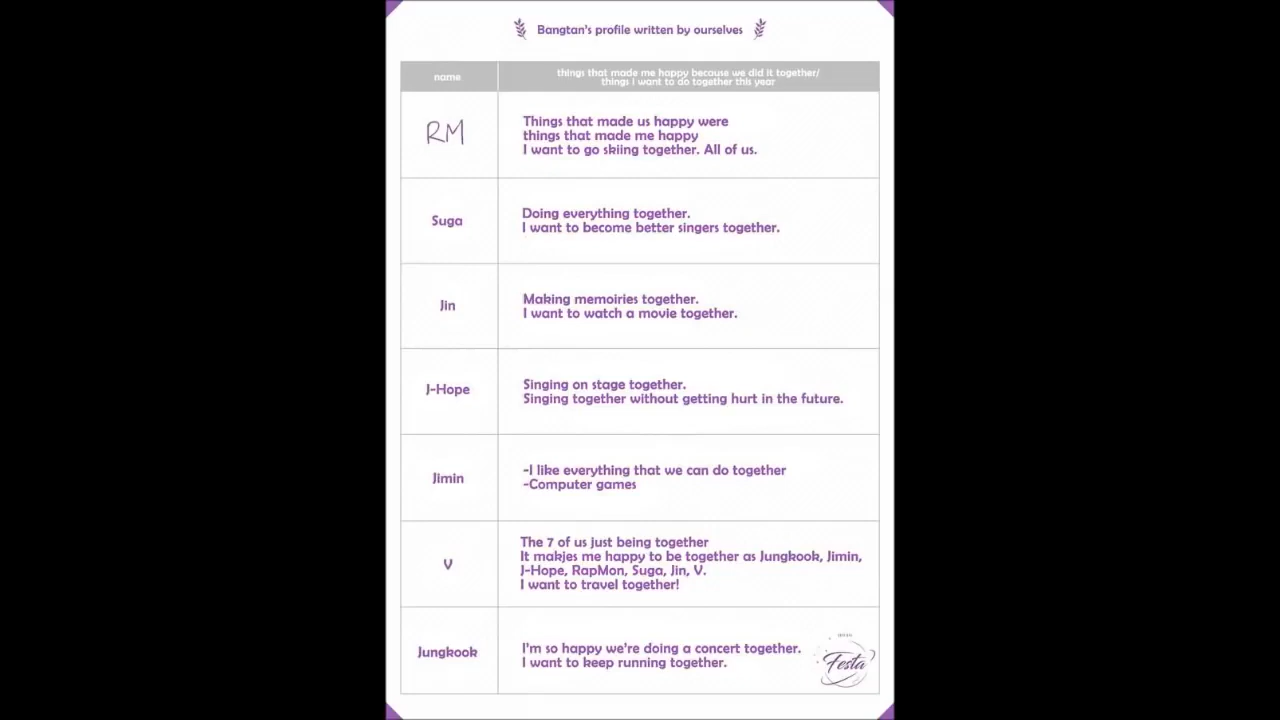 Bangtan's profile written by ourselves
name
things that made me happy because we did it together/
things i want to do together this year
RM
Things that made us happy were
things that made me happy
I want to go skiing together. All of us.
Suga
Doing everything together.
I want to become better singers together.
Jin
Making memoiries together.
I want to watch a movie together.
J-Hope
Singing on stage together.
Singing together without getting hurt in the future.
Jimin
-I like everything that we can do together
-Computer games
V
The 7 of us just being together
It makjes me happy to be together as Jungkook, Jimin,
J-Hope, RapMon, Suga, Jin, V.
I want to travel together!
Jungkook
I'm so happy we're doing a concert together.
I want to keep running together.
Festa